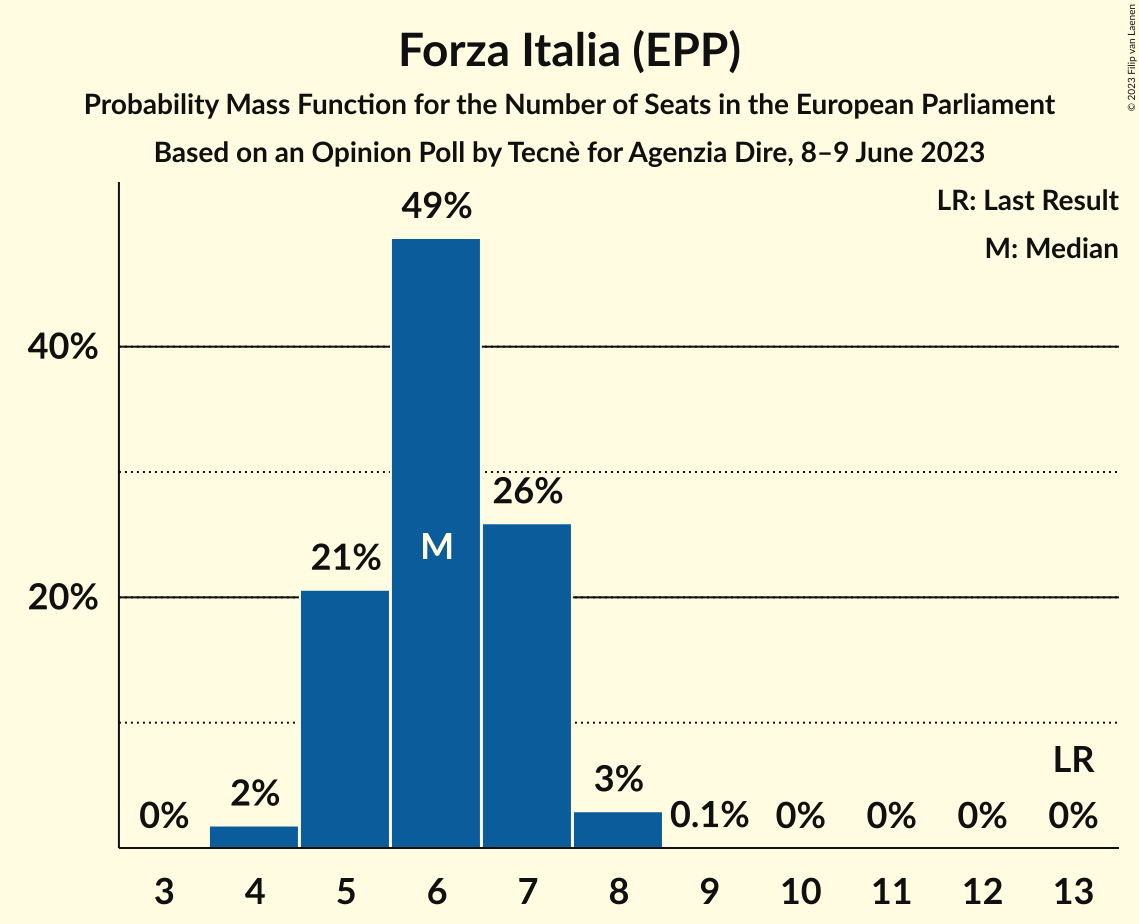 Forza Italia (EPP)
Probability Mass Function for the Number of Seats in the European Parliament
Based on an Opinion Poll by Tecnè for Agenzia Dire, 8–9 June 2023
© 2023 Filip van Laenen
LR: Last Result
M: Median
49%
40%
26%
M
21%
20%
LR
3%
2%
0%
0.1%
0%
0%
0%
0%
3 4 5 6 7 8 9 10 11 12 13